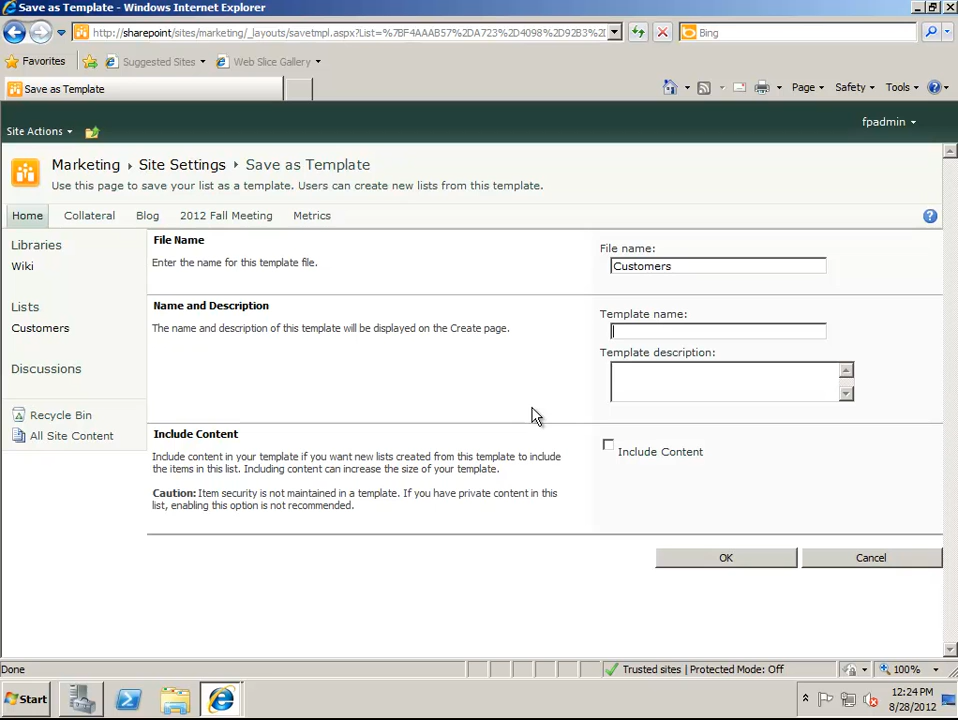 Save as Template - Windows Internet Explorer
http://sharepoint/sites/marketing/_layouts/savetmpl.aspx?List=%7BF4AAAB57%2DA723%2D4098%2D92B3%2
Bing
Favorites
Suggested Sites
Web Slice Gallery
Save as Template
Page
Safety
Tools
fpadmin
Site Actions
Marketing
Site Settings
Save as Template
Use this page to save your list as a template. Users can create new lists from this template.
Home
Collateral
Blog
2012 Fall Meeting
Metrics
Libraries
Wiki
Lists
Customers
Discussions
Recycle Bin
All Site Content
File Name
Enter the name for this template file.
File name:
Customers
Name and Description
The name and description of this template will be displayed on the Create page.
Template name:
Template description:
Include Content
Include content in your template if you want new lists created from this template to include
the items in this list. Including content can increase the size of your template.
Caution: Item security is not maintained in a template. If you have private content in this
list, enabling this option is not recommended.
Include Content
OK
Cancel
Done
Trusted sites | Protected Mode: Off
100%
Start
12:24 PM
8/28/2012